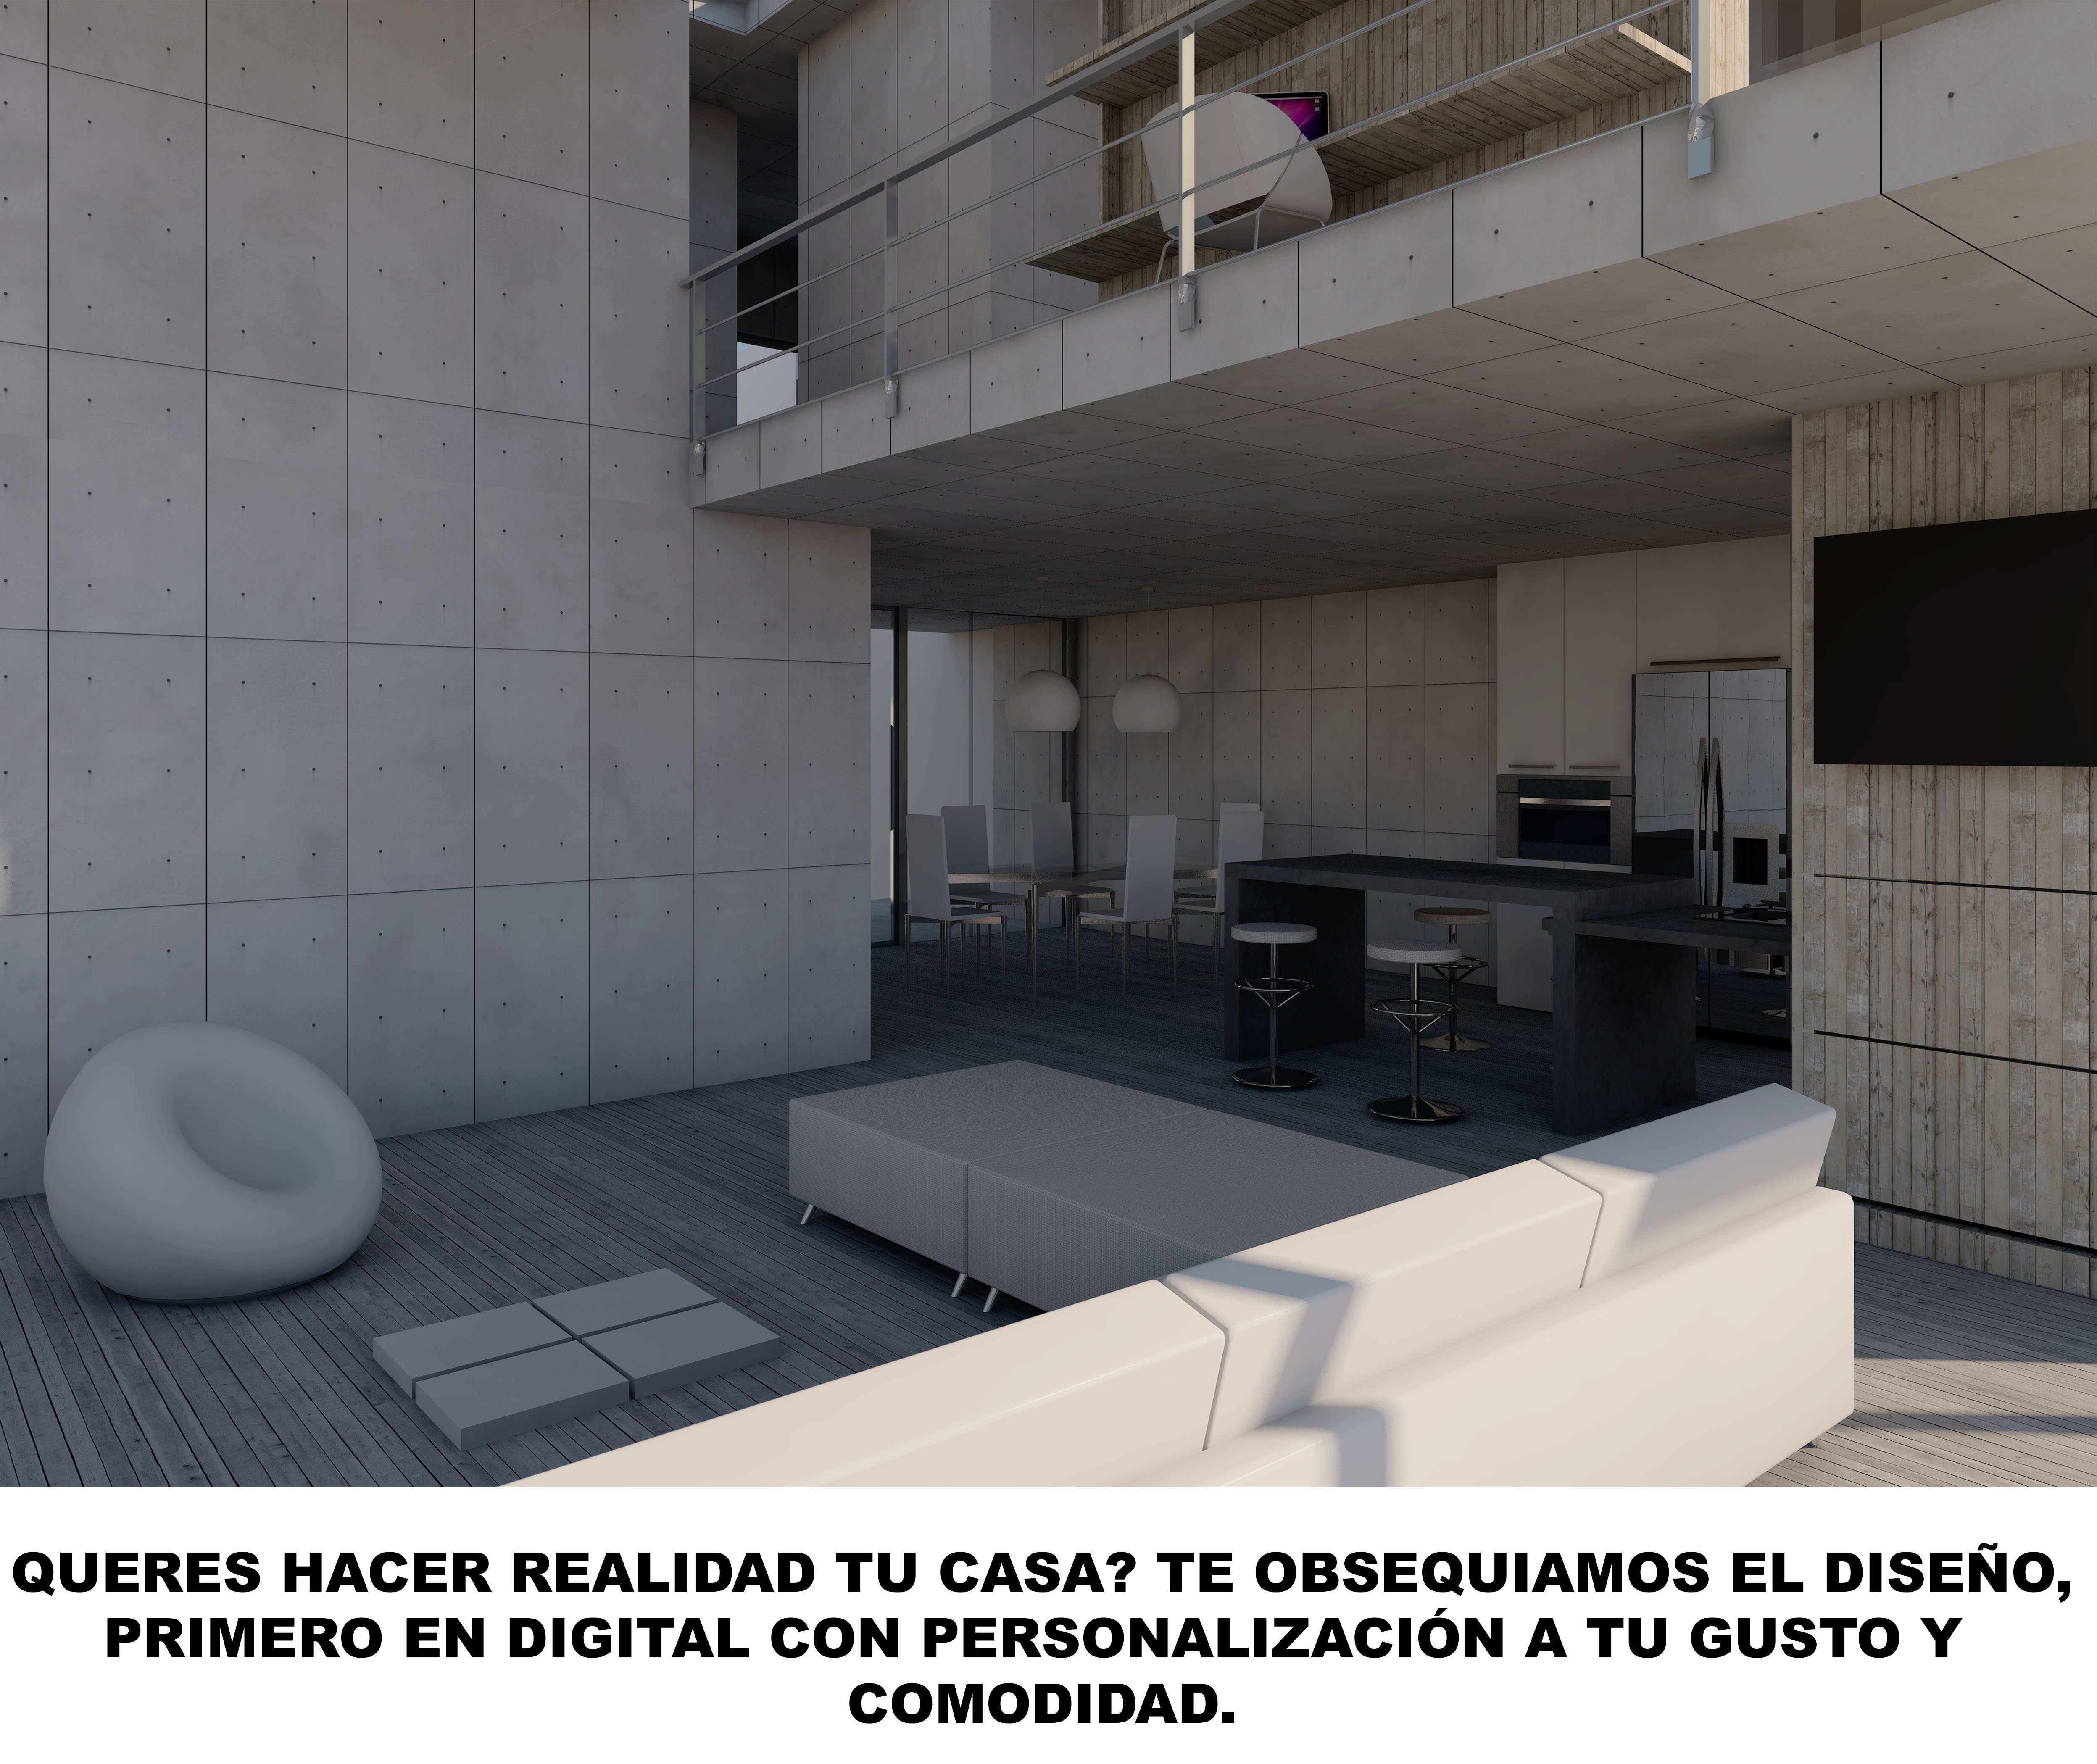 QUERES HACER REALIDAD TU CASA? TE OBSEQUIAMOS EL DISEÑO,
PRIMERO EN DIGITAL CON PERSONALIZACIÓN A TU GUSTO Y
COMODIDAD.